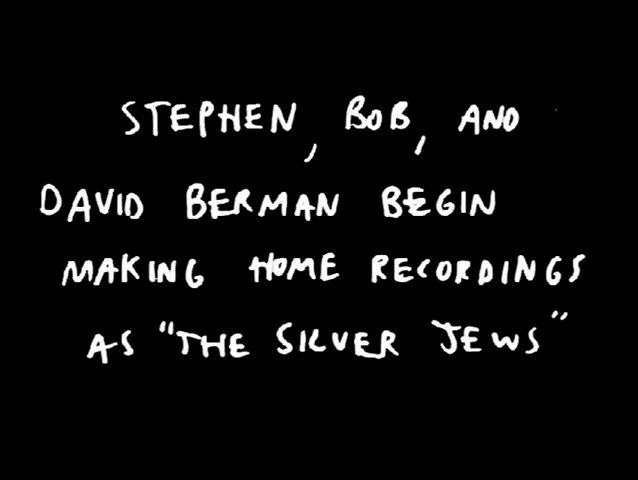 STEPHEN, BOB, AND
DAVID BERMAN BEGIN
MAKING HOME RECORDINGS
AS "THE SILVER JEWS"